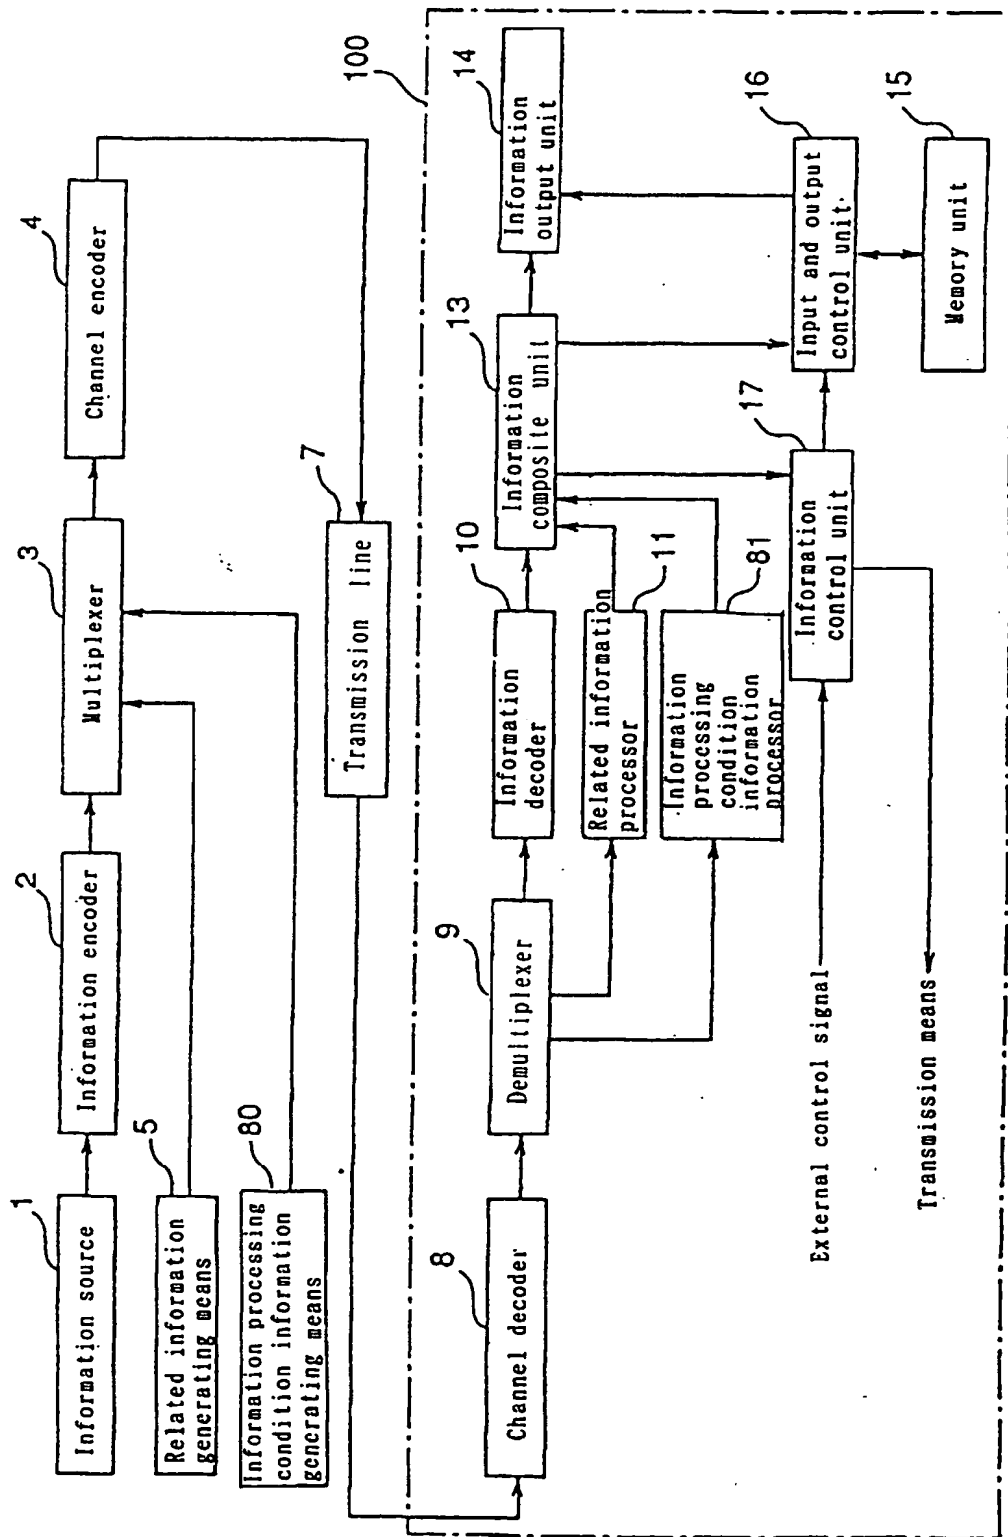 1
Information source
2
Information encoder
3
Multiplexer
4
Channel encoder
5
Related information
generating means
80
Information processing
condition information
generating means
7
Transmission line
100
8
Channel decoder
9
Demultiplexer
10
Information
decoder
11
Related information
processor
81
Information
processing
condition
information
processor
13
Information
composite unit
14
Information
output unit
16
Input and output
control unit
15
Memory unit
17
Information
control unit
External control signal
Transmission means